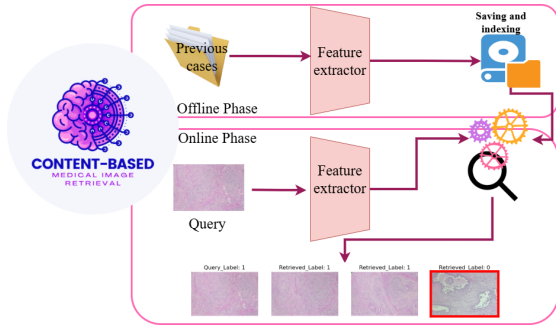 Previous
cases
Feature
extractor
Saving and
indexing
Offline Phase
Online Phase
CONTENT-BASED
MEDICAL IMAGE
RETRIEVAL
Feature
extractor
Query
Query_Label: 1
Retrieved_Label: 1
Retrieved_Label: 1
Retrieved_Label: 0